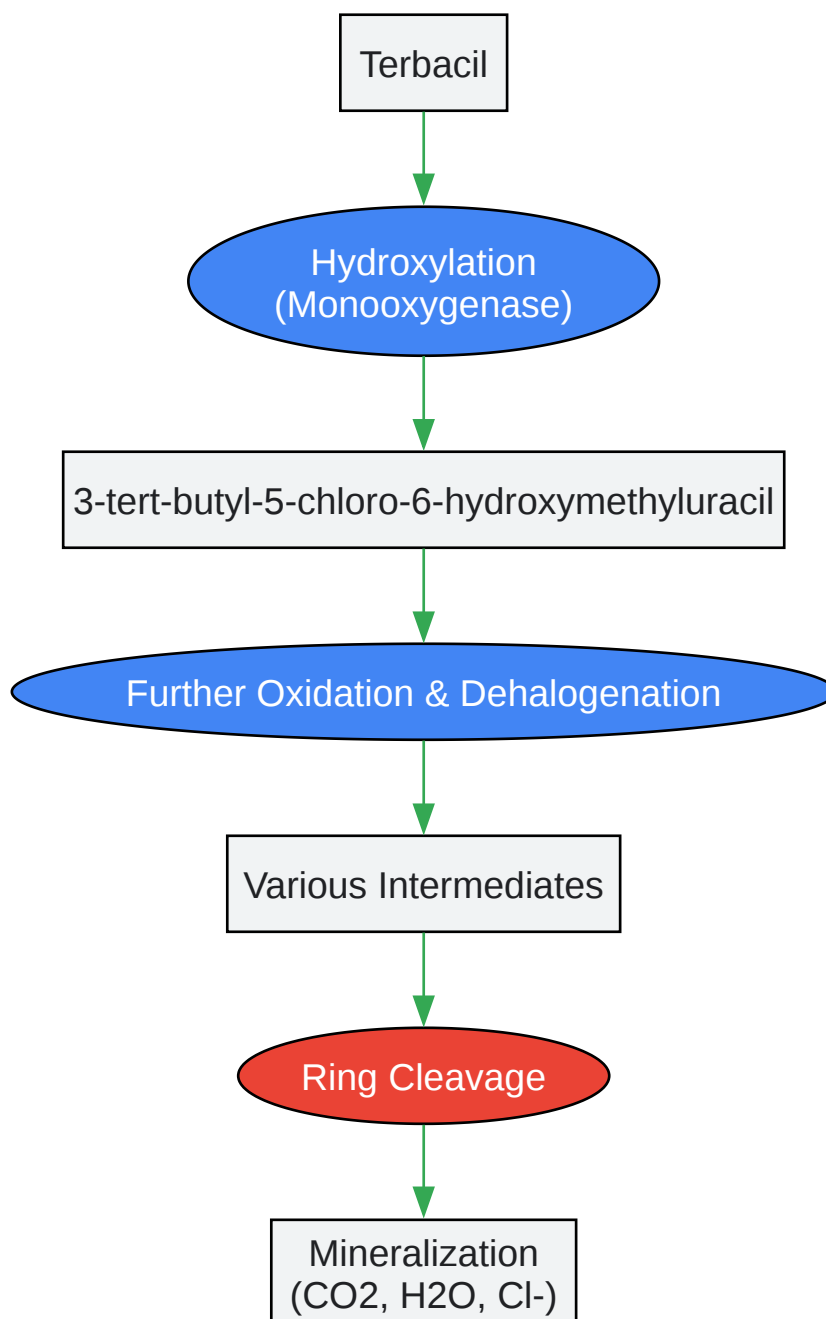 Terbacil
Hydroxylation
(Monooxygenase)
3-tert-butyl-5-chloro-6-hydroxymethyluracil
Further Oxidation & Dehalogenation
Various Intermediates
Ring Cleavage
Mineralization
(CO2, H2O, Cl-)